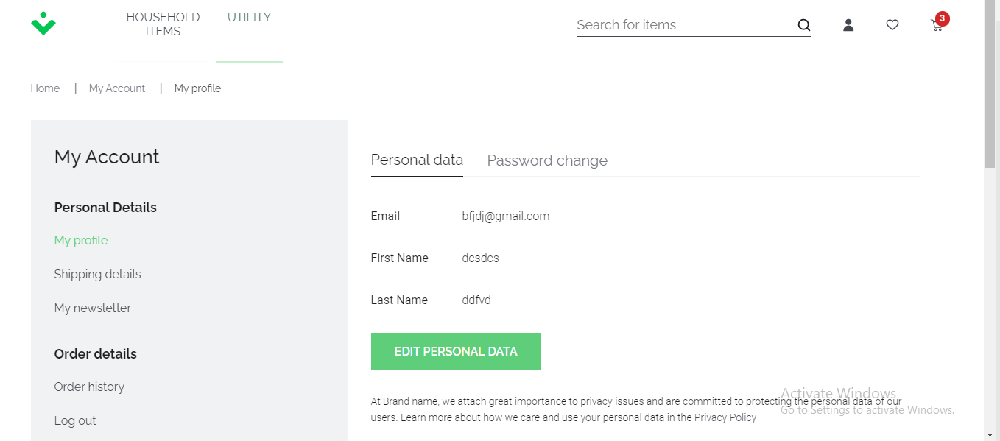 HOUSEHOLD
ITEMS
UTILITY
Search for items
3
Home | My Account | My profile
My Account
Personal Details
My profile
Shipping details
My newsletter
Order details
Order history
Log out
Personal data
Password change
Email bfjdj@gmail.com
First Name dcsdcs
Last Name ddfvd
EDIT PERSONAL DATA
At Brand name, we attach great importance to privacy issues and are committed to protecting the personal data of our
users. Learn more about how we care and use your personal data in the Privacy Policy
Activate Windows
Go to Settings to activate Windows.